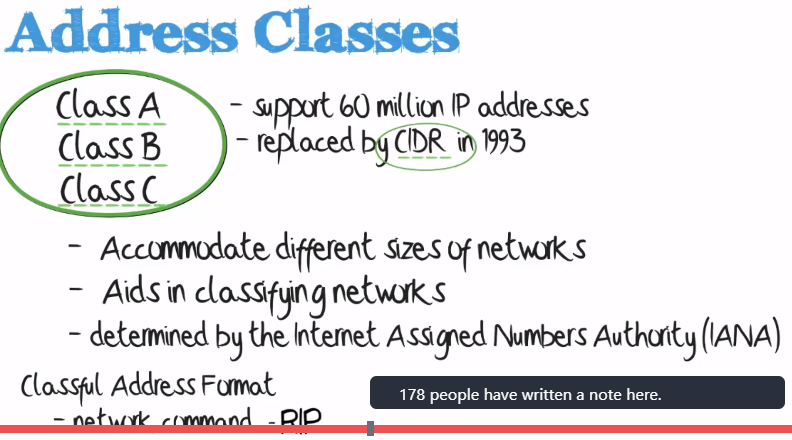 Address Classes
Class A
Class B
Class C
- support 60 million IP addresses
- replaced by CIDR in 1993
- Accommodate different sizes of networks
- Aids in classifying networks
- determined by the Internet Assigned Numbers Authority (IANA)
Classful Address Format
- network command - RIP
178 people have written a note here.